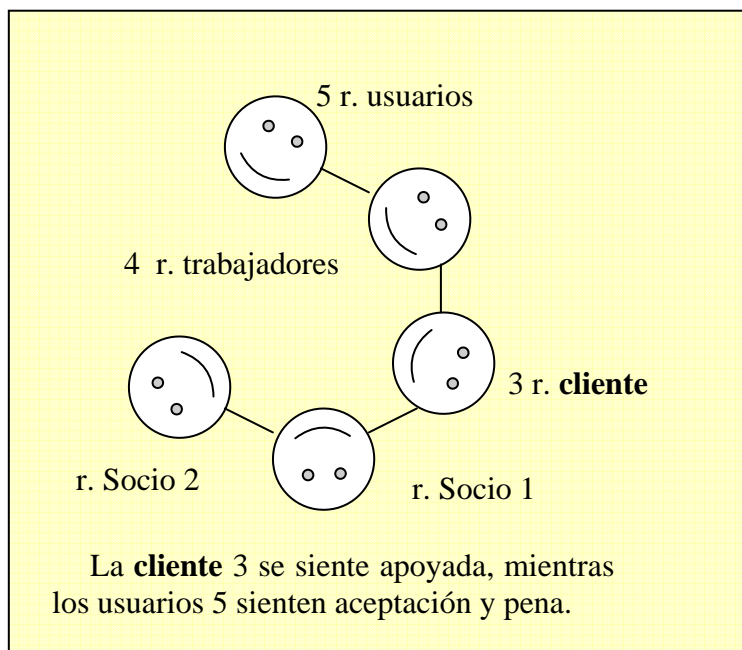 5 r. usuarios
4 r. trabajadores
3 r. cliente
r. Socio 2
r. Socio 1
La cliente 3 se siente apoyada, mientras
los usuarios 5 sienten aceptación y pena.